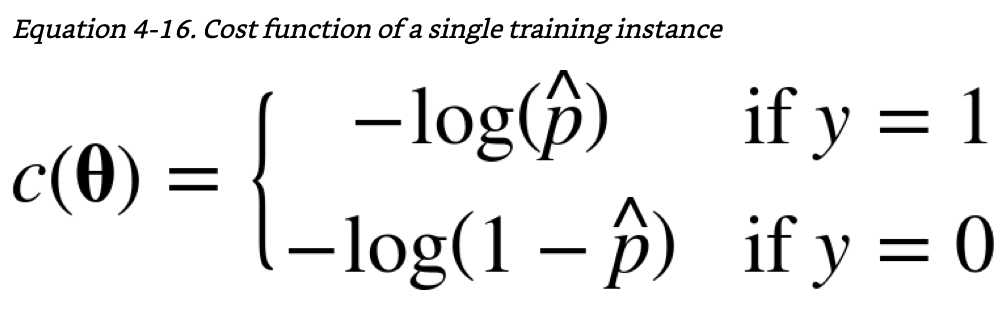 Equation 4-16. Cost function of a single training instance
c(θ) = { −log(p̂) if y = 1
−log(1 − p̂) if y = 0